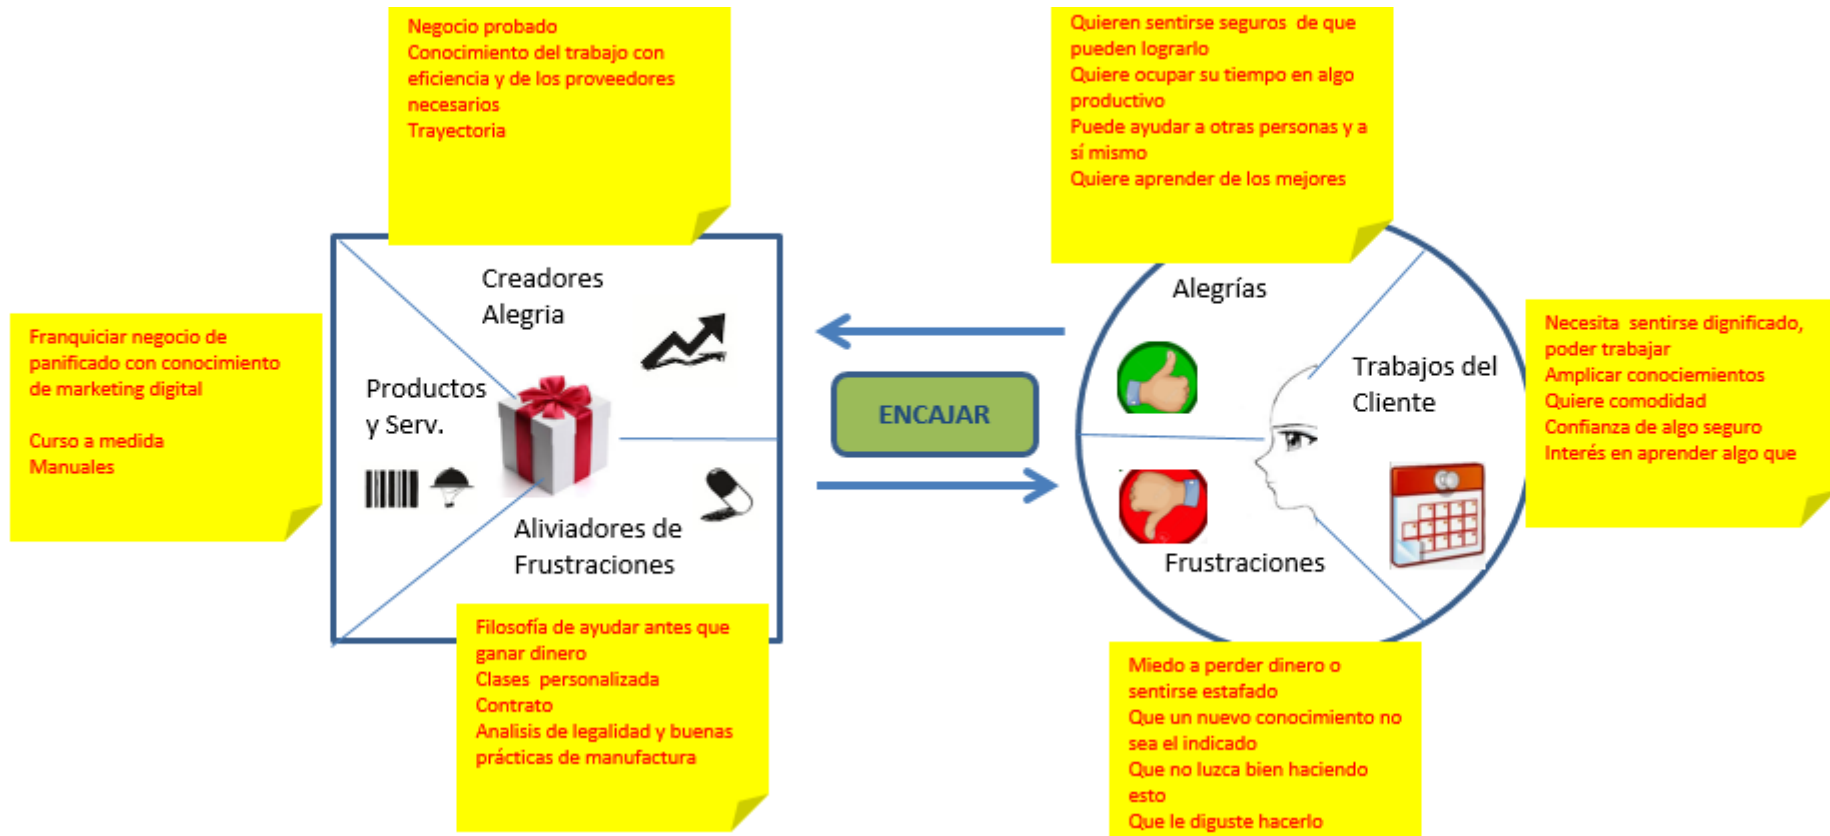 Negocio probado
Conocimiento del trabajo con
eficiencia y de los proveedores
necesarios
Trayectoria
Quieren sentirse seguros de que
pueden lograrlo
Quiere ocupar su tiempo en algo
productivo
Puede ayudar a otras personas y a
sí mismo
Quiere aprender de los mejores
Creadores
Alegria
Alegrías
Franquiciar negocio de
panificado con conocimiento
de marketing digital
Curso a medida
Manuales
Productos
y Serv.
ENCAJAR
Trabajos del
Cliente
Necesita sentirse dignificado,
poder trabajar
Amplicar conociemientos
Quiere comodidad
Confianza de algo seguro
Interés en aprender algo que
Aliviadores de
Frustraciones
Frustraciones
Filosofía de ayudar antes que
ganar dinero
Clases personalizada
Contrato
Analisis de legalidad y buenas
prácticas de manufactura
Miedo a perder dinero o
sentirse estafado
Que un nuevo conocimiento no
sea el indicado
Que no luzca bien haciendo
esto
Que le diguste hacerlo